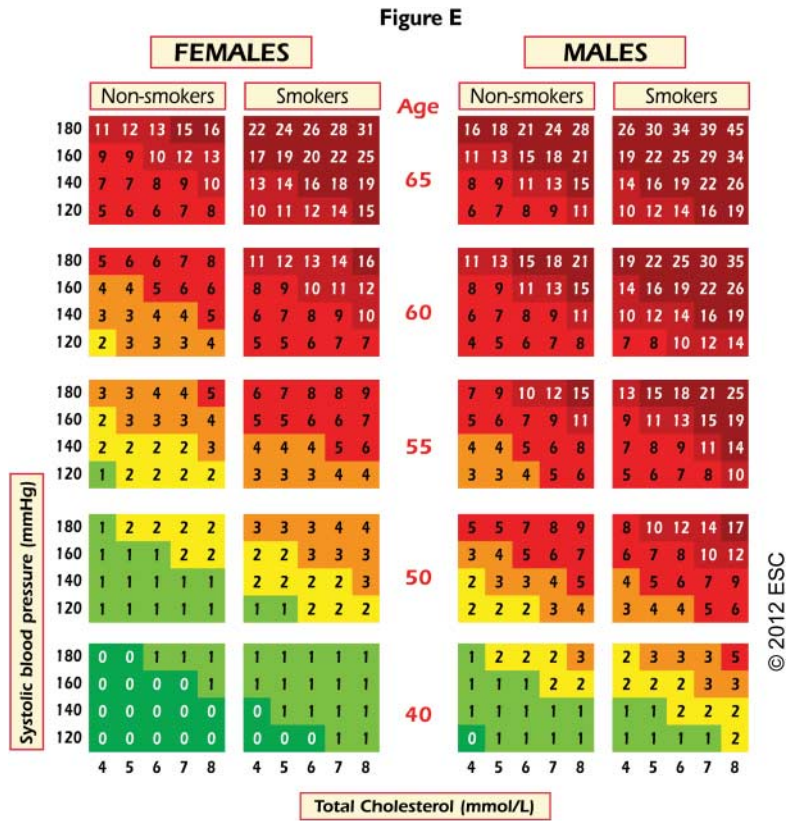 Figure E
FEMALES MALES
Non-smokers Smokers Age Non-smokers Smokers
180 11 12 13 15 16 22 24 26 28 31 16 18 21 24 28 26 30 34 39 45
160 9 9 10 12 13 17 19 20 22 25 11 13 15 18 21 19 22 25 29 34
140 7 7 8 9 10 13 14 16 18 19 65 8 9 11 13 15 14 16 19 22 26
120 5 6 6 7 8 10 11 12 14 15 6 7 8 9 11 10 12 14 16 19
180 5 6 6 7 8 11 12 13 14 16 11 13 15 18 21 19 22 25 30 35
160 4 4 5 6 6 8 9 10 11 12 8 9 11 13 15 14 16 19 22 26
140 3 3 4 4 5 6 7 8 9 10 60 6 7 8 9 11 10 12 14 16 19
120 2 3 3 3 4 5 5 6 7 7 4 5 6 7 8 7 8 10 12 14
180 3 3 4 4 5 6 7 8 8 9 7 9 10 12 15 13 15 18 21 25
160 2 3 3 3 4 5 5 6 6 7 5 6 7 9 11 9 11 13 15 19
140 2 2 2 2 3 4 4 4 5 6 55 4 4 5 6 8 7 8 9 11 14
120 1 2 2 2 2 3 3 3 4 4 3 3 4 5 6 5 6 7 8 10
180 1 2 2 2 2 3 3 3 4 4 5 5 7 8 9 8 10 12 14 17
160 1 1 1 2 2 2 2 3 3 3 3 4 5 6 7 6 7 8 10 12
140 1 1 1 1 1 2 2 2 2 3 50 2 3 3 4 5 4 5 6 7 9
120 1 1 1 1 1 1 1 2 2 2 2 2 2 3 4 3 4 4 5 6
180 0 0 1 1 1 1 1 1 1 1 1 2 2 2 3 2 3 3 3 5
160 0 0 0 0 1 1 1 1 1 1 1 1 1 2 2 2 2 2 3 3
140 0 0 0 0 0 0 1 1 1 1 40 1 1 1 1 1 1 1 2 2 2
120 0 0 0 0 0 0 0 0 1 1 0 1 1 1 1 1 1 1 1 2
4 5 6 7 8 4 5 6 7 8 4 5 6 7 8 4 5 6 7 8
Total Cholesterol (mmol/L)
Systolic blood pressure (mmHg)
© 2012 ESC